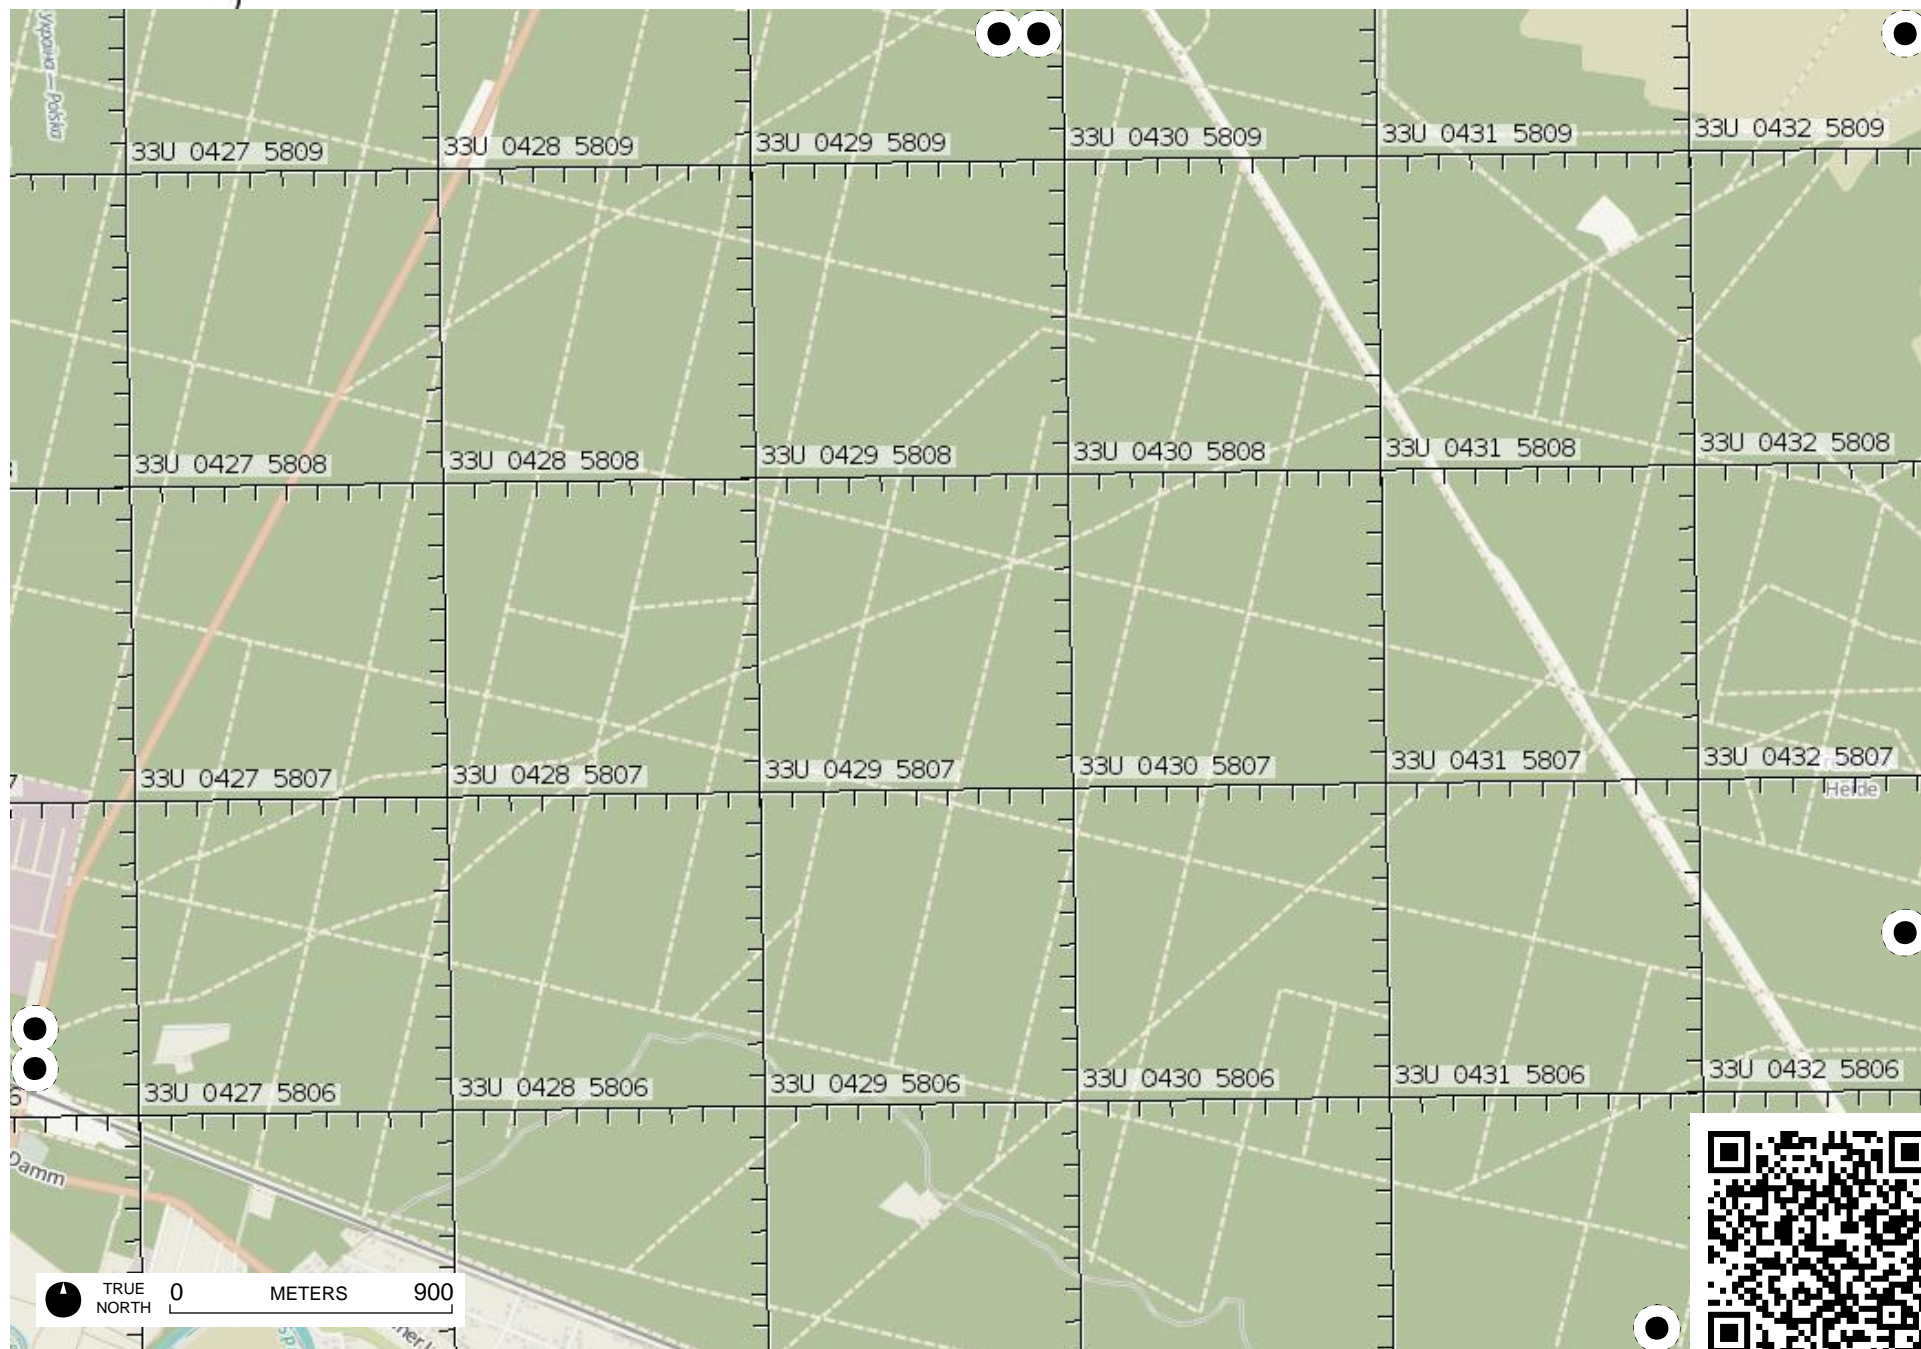 Україна — Polska
33U 0427 5809
33U 0428 5809
33U 0429 5809
33U 0430 5809
33U 0431 5809
33U 0432 5809
33U 0427 5808
33U 0428 5808
33U 0429 5808
33U 0430 5808
33U 0431 5808
33U 0432 5808
33U 0427 5807
33U 0428 5807
33U 0429 5807
33U 0430 5807
33U 0431 5807
33U 0432 5807
Heide
33U 0427 5806
33U 0428 5806
33U 0429 5806
33U 0430 5806
33U 0431 5806
33U 0432 5806
Damm
TRUE NORTH
0 METERS 900